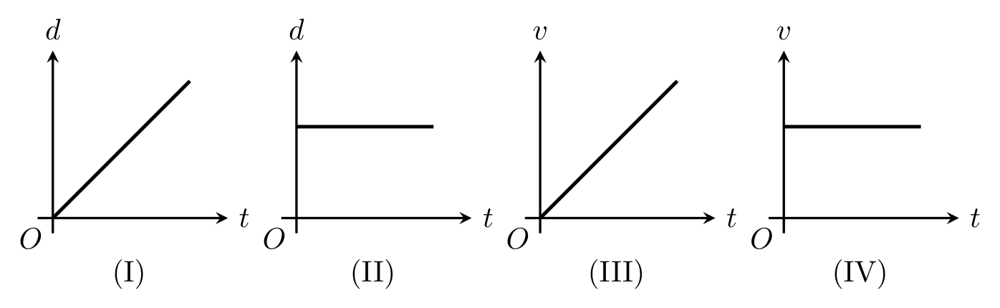 d d v v
t t t t
O O O O
(I) (II) (III) (IV)